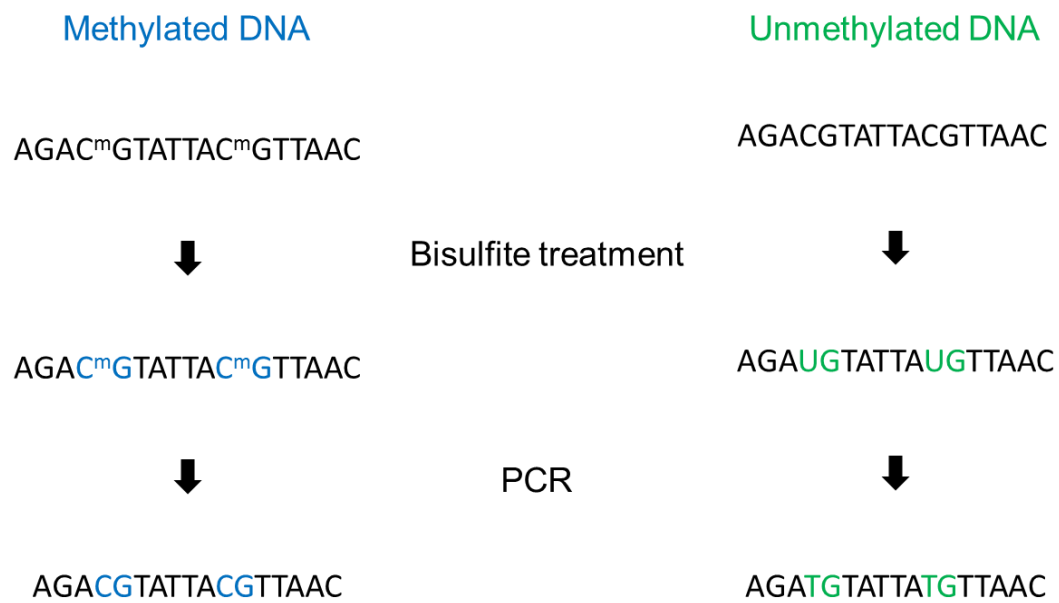 Methylated DNA
Unmethylated DNA
AGACᵐGTATTACᵐGTTAAC
AGACGTATTACGTTAAC
Bisulfite treatment
AGACᵐGTATTACᵐGTTAAC
AGAUGTATTAUGTTAAC
PCR
AGACGTATTACGTTAAC
AGATGTATTATGTTAAC